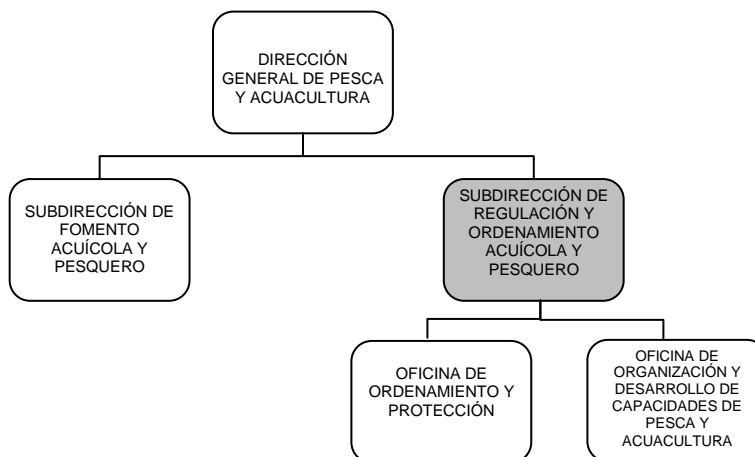 DIRECCIÓN
GENERAL DE PESCA
Y ACUACULTURA
SUBDIRECCIÓN DE
FOMENTO
ACUÍCOLA Y
PESQUERO
SUBDIRECCIÓN DE
REGULACIÓN Y
ORDENAMIENTO
ACUÍCOLA Y
PESQUERO
OFICINA DE
ORDENAMIENTO Y
PROTECCIÓN
OFICINA DE
ORGANIZACIÓN Y
DESARROLLO DE
CAPACIDADES DE
PESCA Y
ACUACULTURA